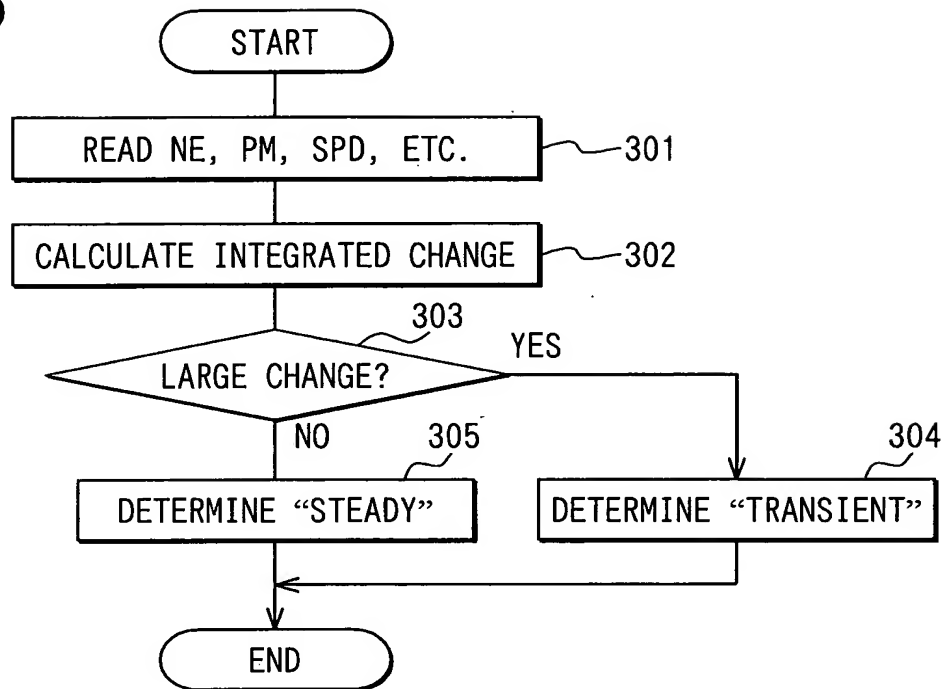 START
READ NE, PM, SPD, ETC.
301
CALCULATE INTEGRATED CHANGE
302
303
LARGE CHANGE?
YES
NO
305
304
DETERMINE “STEADY”
DETERMINE “TRANSIENT”
END